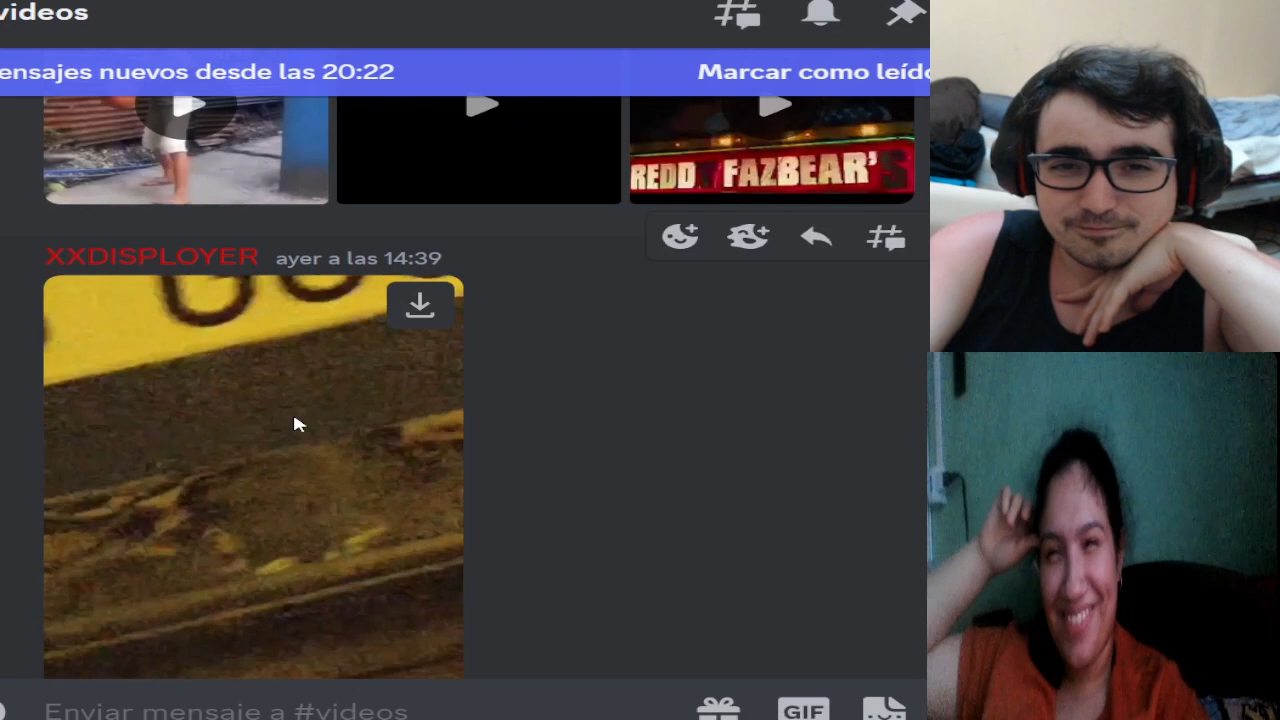 videos
ensajes nuevos desde las 20:22
Marcar como leído
REDD FAZBEAR'S
XXDISPLOYER ayer a las 14:39
Enviar mensaje a #videos
GIF